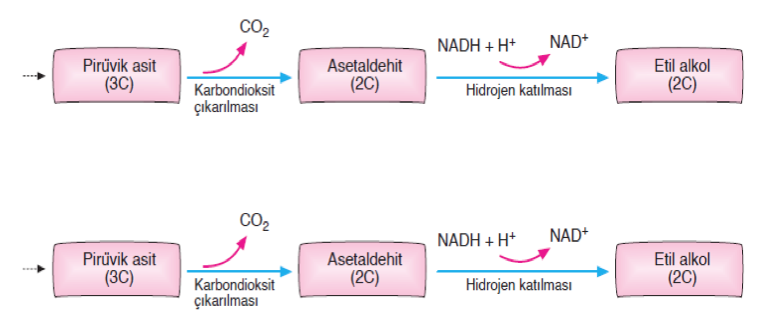 CO₂
NADH + H⁺
NAD⁺
Pirüvik asit
(3C)
Karbondioksit
çıkarılması
Asetaldehit
(2C)
Hidrojen katılması
Etil alkol
(2C)
CO₂
NADH + H⁺
NAD⁺
Pirüvik asit
(3C)
Karbondioksit
çıkarılması
Asetaldehit
(2C)
Hidrojen katılması
Etil alkol
(2C)